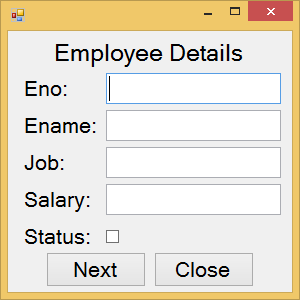 Employee Details
Eno:
Ename:
Job:
Salary:
Status:
Next Close